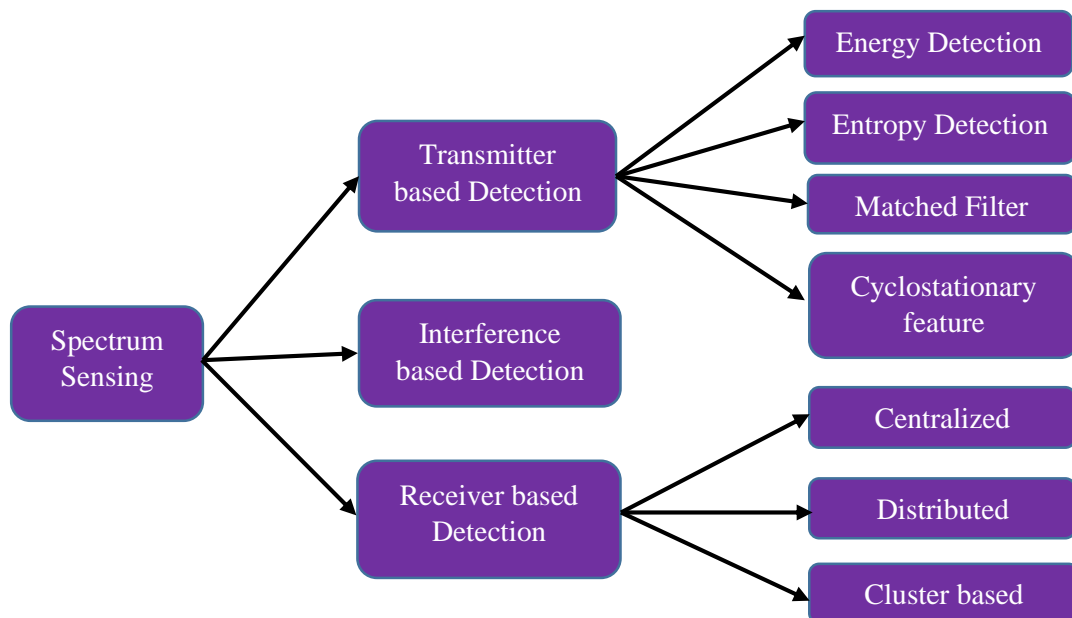 Spectrum
Sensing
Transmitter
based Detection
Interference
based Detection
Receiver based
Detection
Energy Detection
Entropy Detection
Matched Filter
Cyclostationary
feature
Centralized
Distributed
Cluster based